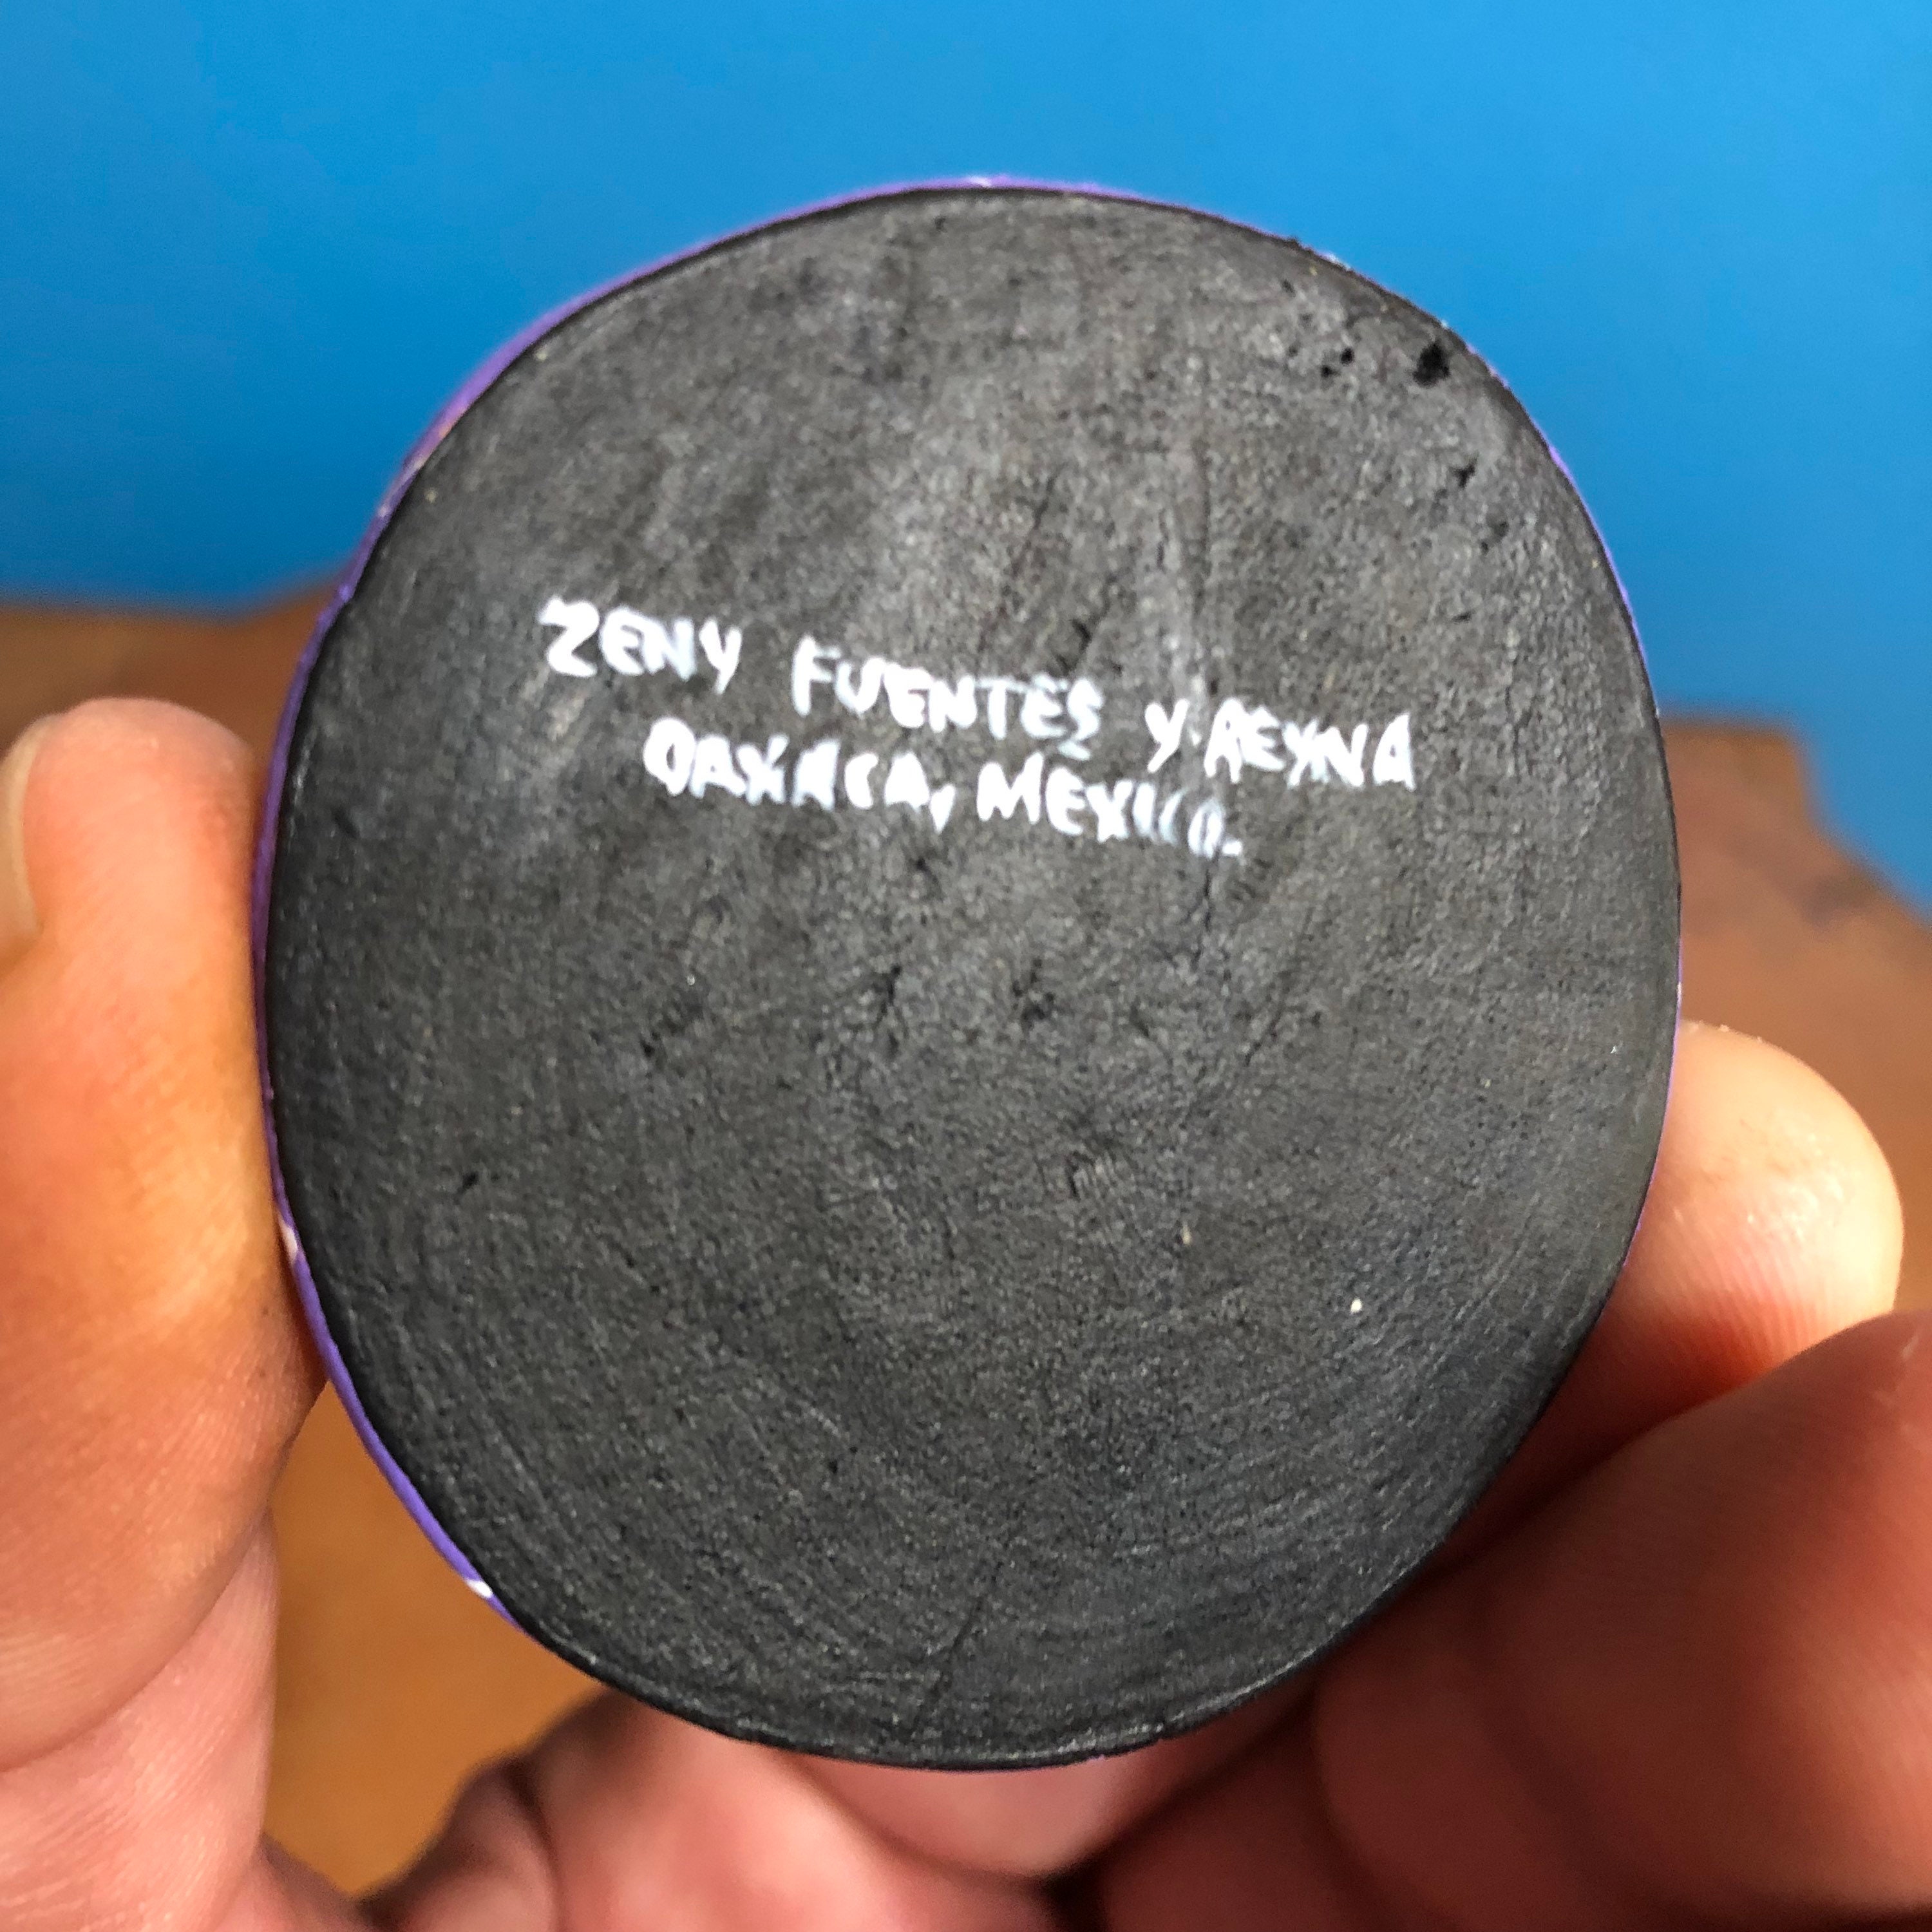 ZENY FUENTES Y REYNA
OAXACA, MEXICO.